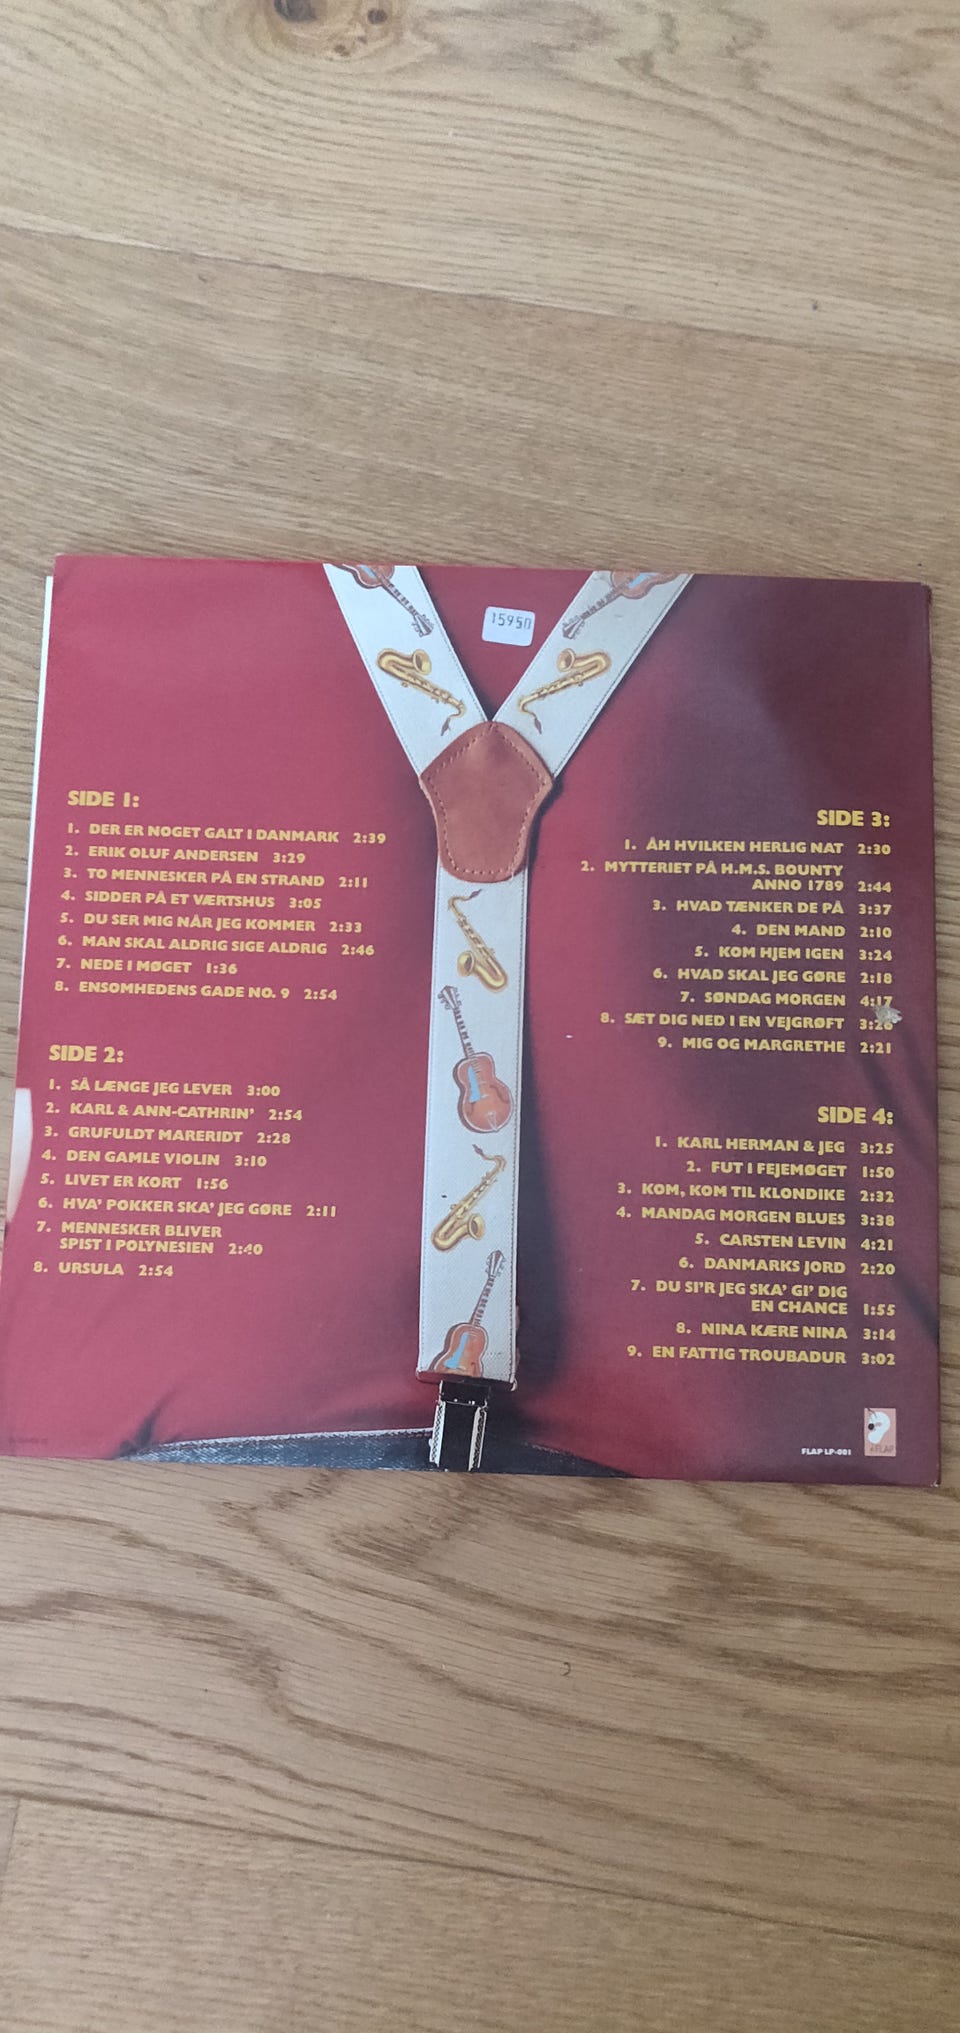 15950
SIDE 1:
1. DER ER NOGET GALT I DANMARK 2:39
2. ERIK OLUF ANDERSEN 3:29
3. TO MENNESKER PÅ EN STRAND 2:11
4. SIDDER PÅ ET VÆRTSHUS 3:05
5. DU SER MIG NÅR JEG KOMMER 2:33
6. MAN SKAL ALDRIG SIGE ALDRIG 2:46
7. NEDE I MØGET 1:36
8. ENSOMHEDENS GADE NO. 9 2:54
SIDE 2:
1. SÅ LÆNGE JEG LEVER 3:00
2. KARL & ANN-CATHRIN' 2:54
3. GRUFULDT MARERIDT 2:28
4. DEN GAMLE VIOLIN 3:10
5. LIVET ER KORT 1:56
6. HVA' POKKER SKA' JEG GØRE 2:11
7. MENNESKER BLIVER
SPIST I POLYNESIEN 2:40
8. URSULA 2:54
SIDE 3:
1. ÅH HVILKEN HERLIG NAT 2:30
2. MYTTERIET PÅ H.M.S. BOUNTY
ANNO 1789 2:44
3. HVAD TÆNKER DE PÅ 3:37
4. DEN MAND 2:10
5. KOM HJEM IGEN 3:24
6. HVAD SKAL JEG GØRE 2:18
7. SØNDAG MORGEN 4:17
8. SÆT DIG NED I EN VEJGRØFT 3:26
9. MIG OG MARGRETHE 2:21
SIDE 4:
1. KARL HERMAN & JEG 3:25
2. FUT I FEJEMØGET 1:50
3. KOM, KOM TIL KLONDIKE 2:32
4. MANDAG MORGEN BLUES 3:38
5. CARSTEN LEVIN 4:21
6. DANMARKS JORD 2:20
7. DU SI'R JEG SKA' GI' DIG
EN CHANCE 1:55
8. NINA KÆRE NINA 3:14
9. EN FATTIG TROUBADUR 3:02
FLAP LP-001
FLAP